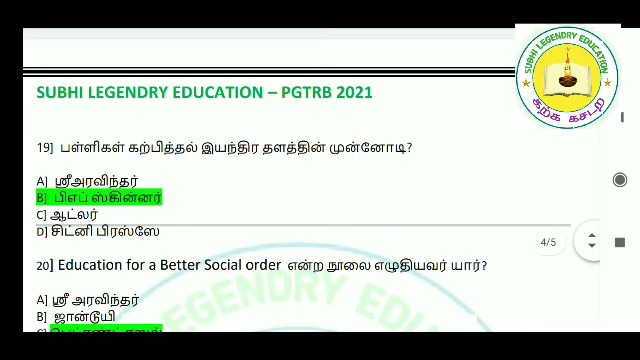 SUBHI LEGENDRY EDUCATION – PGTRB 2021
SUBHI LEGENDRY EDUCATION
கற்க கசடற
19] பள்ளிகள் கற்பித்தல் இயந்திர தளத்தின் முன்னோடி?
A] ஸ்ரீஅரவிந்தர்
B] பிஎப் ஸ்கின்னர்
C] ஆட்லர்
D] சிட்னி பிரஸ்ஸே
4/5
20] Education for a Better Social order என்ற நூலை எழுதியவர் யார்?
A] ஸ்ரீ அரவிந்தர்
B] ஜான்டூயி